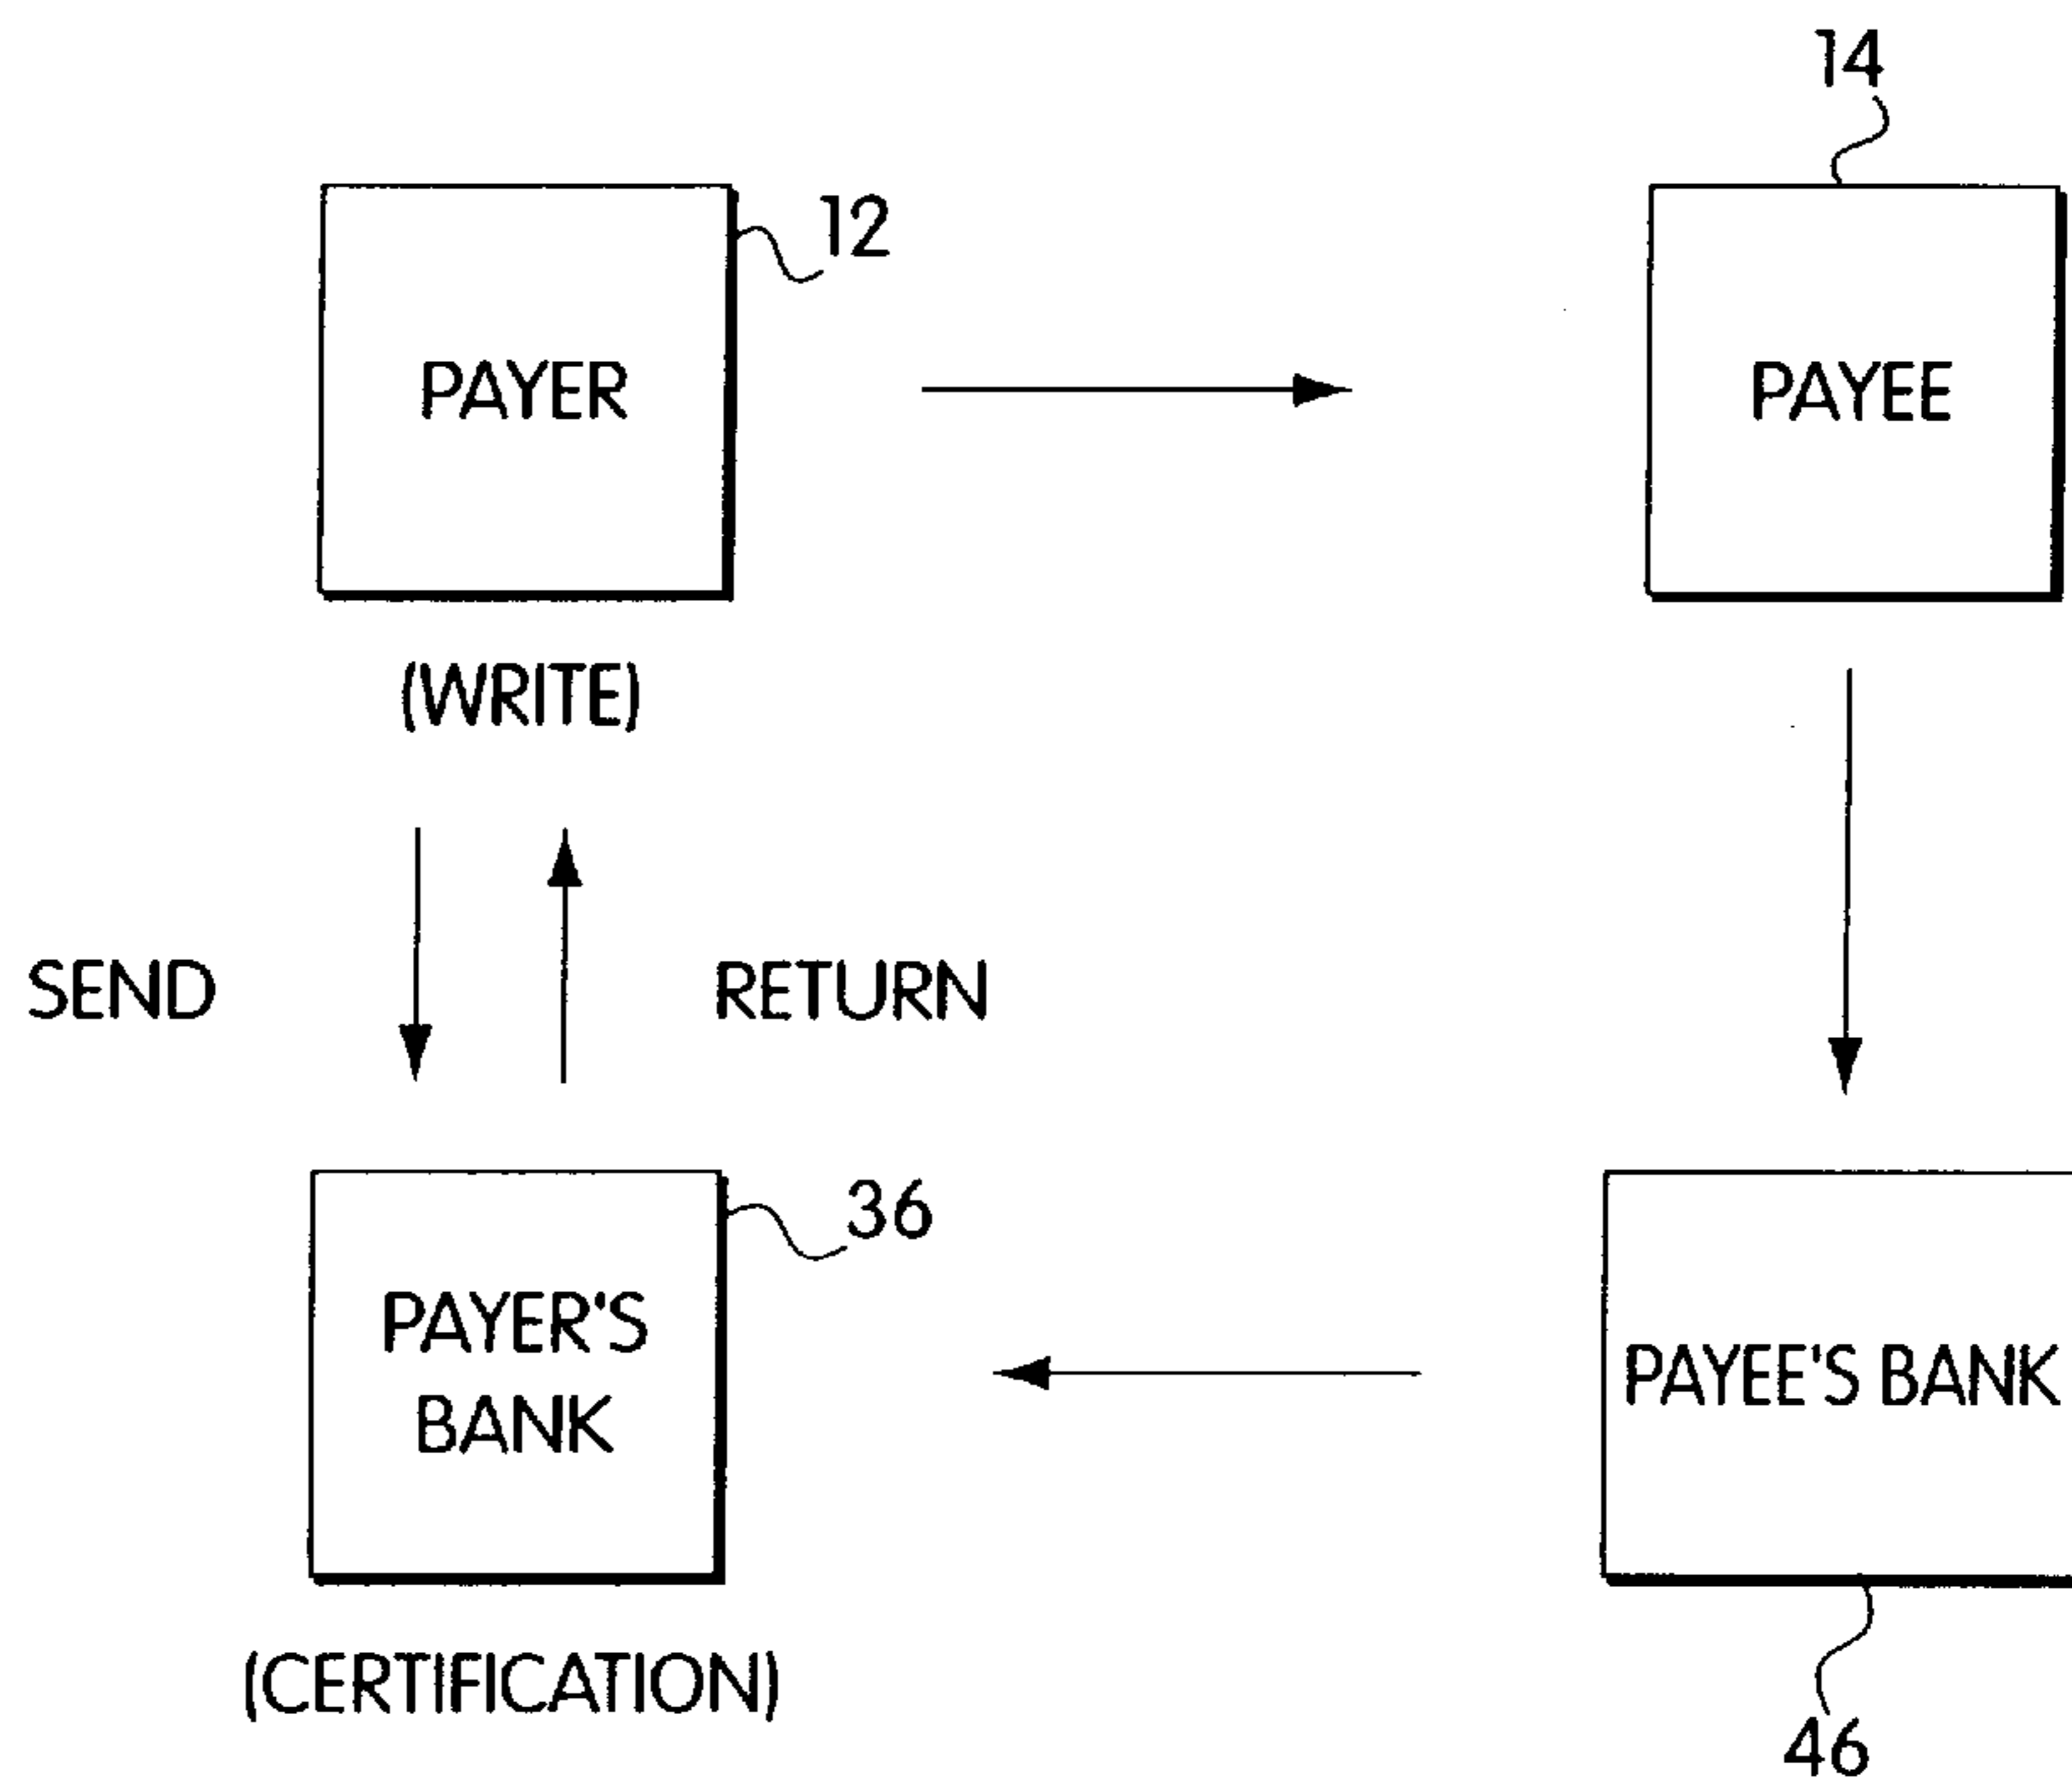 14
12
PAYER
PAYEE
(WRITE)
SEND
RETURN
36
PAYER'S
BANK
PAYEE'S BANK
(CERTIFICATION)
46